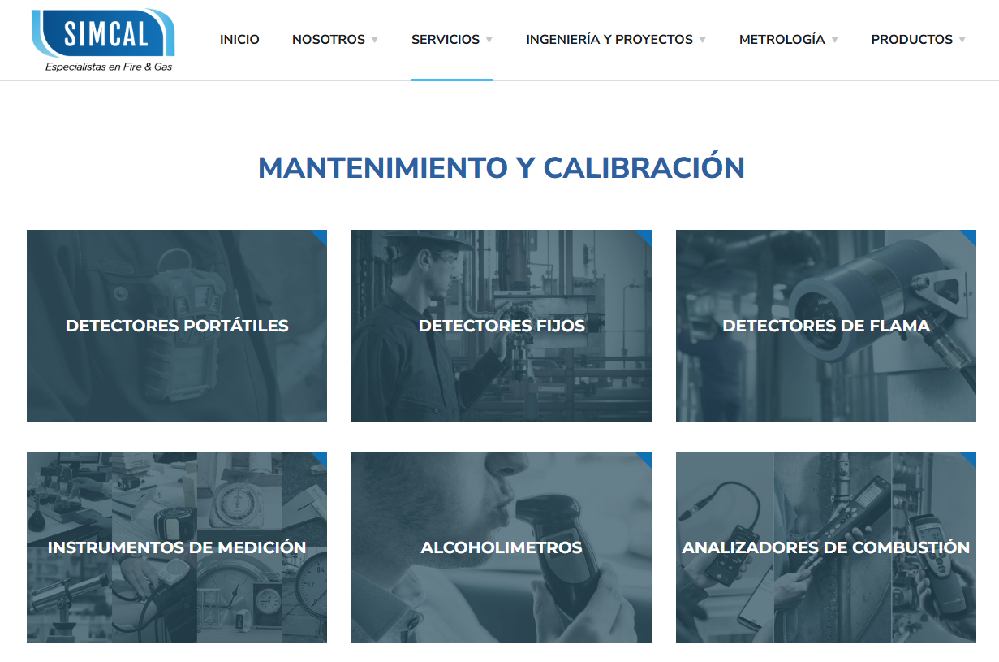 SIMCAL
Especialistas en Fire & Gas
INICIO NOSOTROS SERVICIOS INGENIERÍA Y PROYECTOS METROLOGÍA PRODUCTOS
MANTENIMIENTO Y CALIBRACIÓN
DETECTORES PORTÁTILES DETECTORES FIJOS DETECTORES DE FLAMA
INSTRUMENTOS DE MEDICIÓN ALCOHOLIMETROS ANALIZADORES DE COMBUSTIÓN